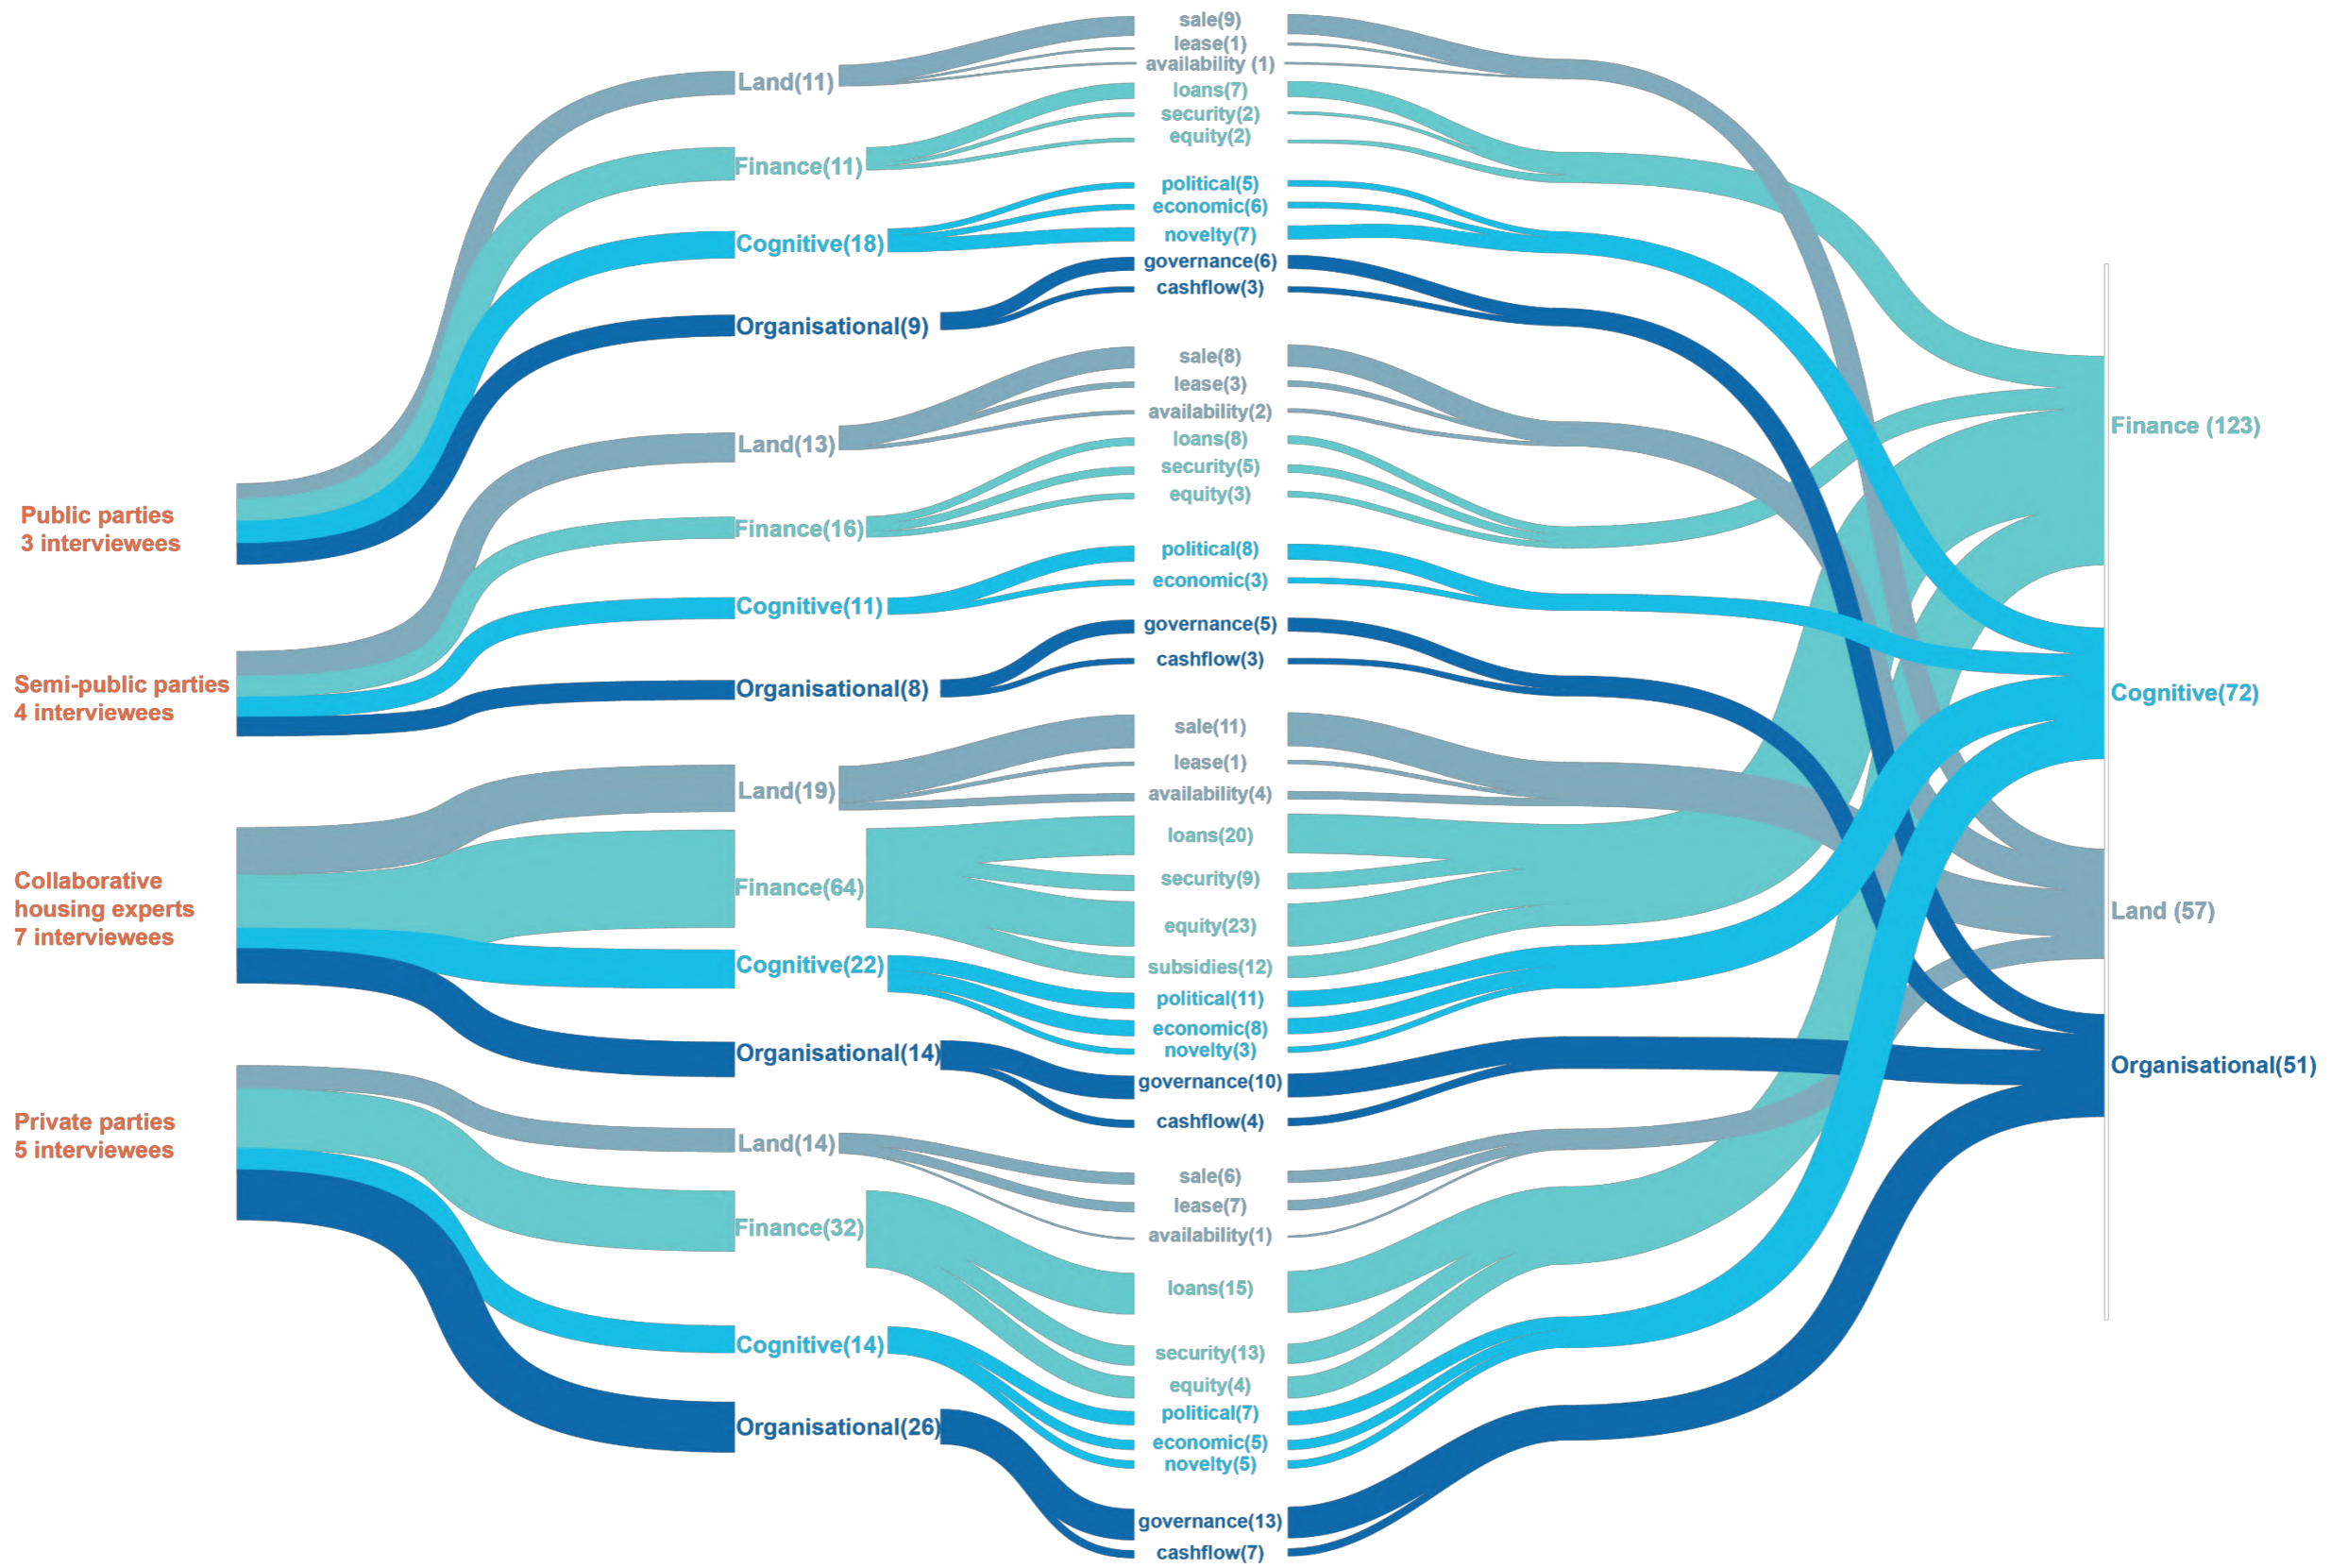 Public parties
3 interviewees
Semi-public parties
4 interviewees
Collaborative
housing experts
7 interviewees
Private parties
5 interviewees
Land(11)
Finance(11)
Cognitive(18)
Organisational(9)
Land(13)
Finance(16)
Cognitive(11)
Organisational(8)
Land(19)
Finance(64)
Cognitive(22)
Organisational(14)
Land(14)
Finance(32)
Cognitive(14)
Organisational(26)
sale(9)
lease(1)
availability (1)
loans(7)
security(2)
equity(2)
political(5)
economic(6)
novelty(7)
governance(6)
cashflow(3)
sale(8)
lease(3)
availability(2)
loans(8)
security(5)
equity(3)
political(8)
economic(3)
governance(5)
cashflow(3)
sale(11)
lease(1)
availability(4)
loans(20)
security(9)
equity(23)
subsidies(12)
political(11)
economic(8)
novelty(3)
governance(10)
cashflow(4)
sale(6)
lease(7)
availability(1)
loans(15)
security(13)
equity(4)
political(7)
economic(5)
novelty(5)
governance(13)
cashflow(7)
Finance (123)
Cognitive(72)
Land (57)
Organisational(51)